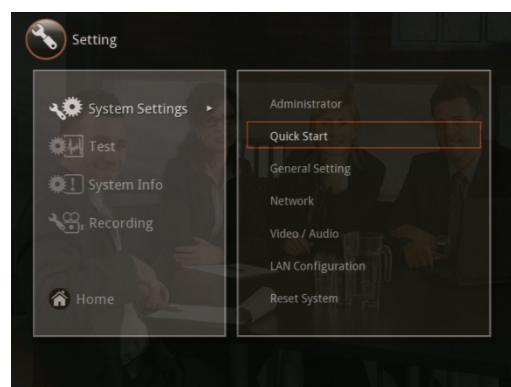 Setting
System Settings
Test
System Info
Recording
Home
Administrator
Quick Start
General Setting
Network
Video / Audio
LAN Configuration
Reset System